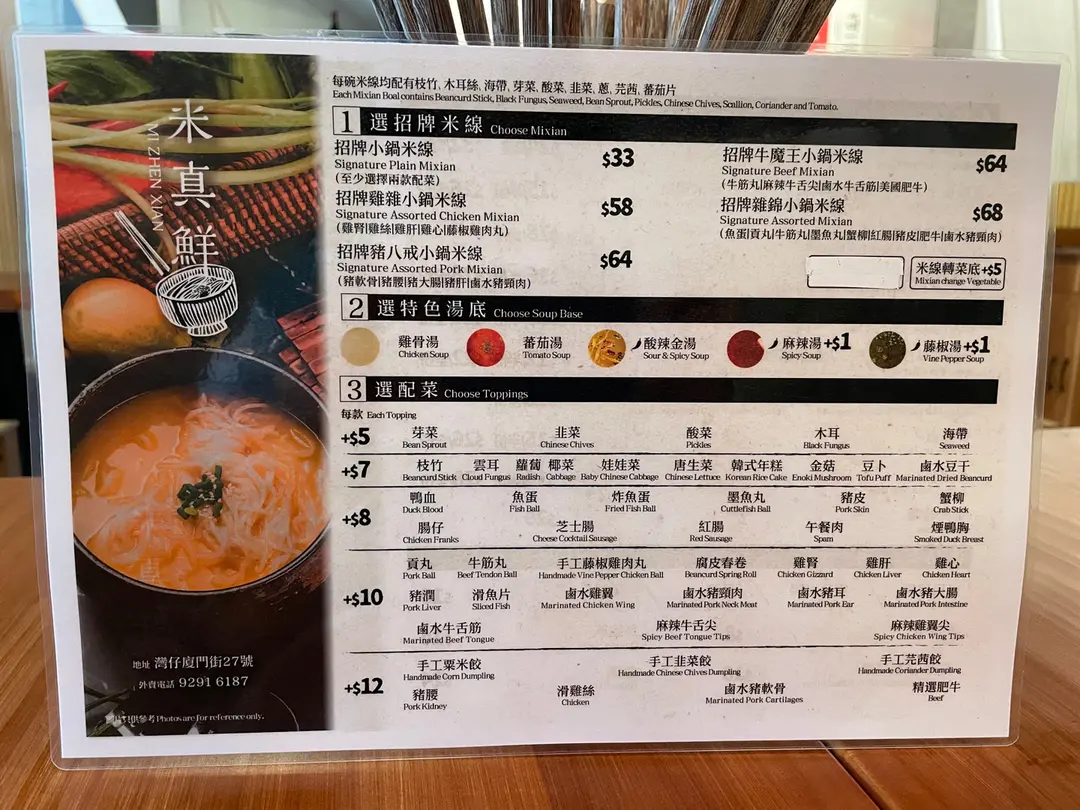 米真鮮
MI ZHEN XIAN
每碗米線均配有枝竹, 木耳絲, 海帶, 芽菜, 酸菜, 韭菜, 蔥, 芫茜, 蕃茄片
Each Mixian Boal contains Beancurd Stick, Black Fungus, Seaweed, Bean Sprout, Pickles, Chinese Chives, Scallion, Coriander and Tomato.
1 選招牌米線 Choose Mixian
招牌小鍋米線 $33
Signature Plain Mixian
(至少選擇兩款配菜)
招牌雞雜小鍋米線 $58
Signature Assorted Chicken Mixian
(雞腎|雞絲|雞肝|雞心|藤椒雞肉丸)
招牌豬八戒小鍋米線 $64
Signature Assorted Pork Mixian
(豬軟骨|豬腰|豬大腸|豬肝|鹵水豬頸肉)
招牌牛魔王小鍋米線 $64
Signature Beef Mixian
(牛筋丸|麻辣牛舌尖|鹵水牛舌筋|美國肥牛)
招牌雜錦小鍋米線 $68
Signature Assorted Mixian
(魚蛋|貢丸|牛筋丸|墨魚丸|蟹柳|紅腸|豬皮|肥牛|鹵水豬頸肉)
米線轉菜底+$5
Mixian change Vegetable
2 選特色湯底 Choose Soup Base
雞骨湯 蕃茄湯 酸辣金湯 麻辣湯+$1 藤椒湯+$1
Chicken Soup Tomato Soup Sour & Spicy Soup Spicy Soup Vine Pepper Soup
3 選配菜 Choose Toppings
每款 Each Topping
+$5 芽菜 韭菜 酸菜 木耳 海帶
Bean Sprout Chinese Chives Pickles Black Fungus Seaweed
+$7 枝竹 雲耳 蘿蔔 椰菜 娃娃菜 唐生菜 韓式年糕 金菇 豆卜 鹵水豆干
Beancurd Stick Cloud Fungus Radish Cabbage Baby Chinese Cabbage Chinese Lettuce Korean Rice Cake Enoki Mushroom Tofu Puff Marinated Dried Beancurd
+$8 鴨血 魚蛋 炸魚蛋 墨魚丸 豬皮 蟹柳
Duck Blood Fish Ball Fried Fish Ball Cuttlefish Ball Pork Skin Crab Stick
腸仔 芝士腸 紅腸 午餐肉 煙鴨胸
Chicken Franks Cheese Cocktail Sausage Red Sausage Spam Smoked Duck Breast
+$10 貢丸 牛筋丸 手工藤椒雞肉丸 腐皮春卷 雞腎 雞肝 雞心
Pork Ball Beef Tendon Ball Handmade Vine Pepper Chicken Ball Beancurd Spring Roll Chicken Gizzard Chicken Liver Chicken Heart
豬潤 滑魚片 鹵水雞翼 鹵水豬頸肉 鹵水豬耳 鹵水豬大腸
Pork Liver Sliced Fish Marinated Chicken Wing Marinated Pork Neck Meat Marinated Pork Ear Marinated Pork Intestine
鹵水牛舌筋 麻辣牛舌尖 麻辣雞翼尖
Marinated Beef Tongue Spicy Beef Tongue Tips Spicy Chicken Wing Tips
+$12 手工粟米餃 手工韭菜餃 手工芫茜餃
Handmade Corn Dumpling Handmade Chinese Chives Dumpling Handmade Coriander Dumpling
豬腰 滑雞絲 鹵水豬軟骨 精選肥牛
Pork Kidney Chicken Marinated Pork Cartilages Beef
地址 灣仔廈門街27號
外賣電話 9291 6187
供參考 Photos are for reference only.